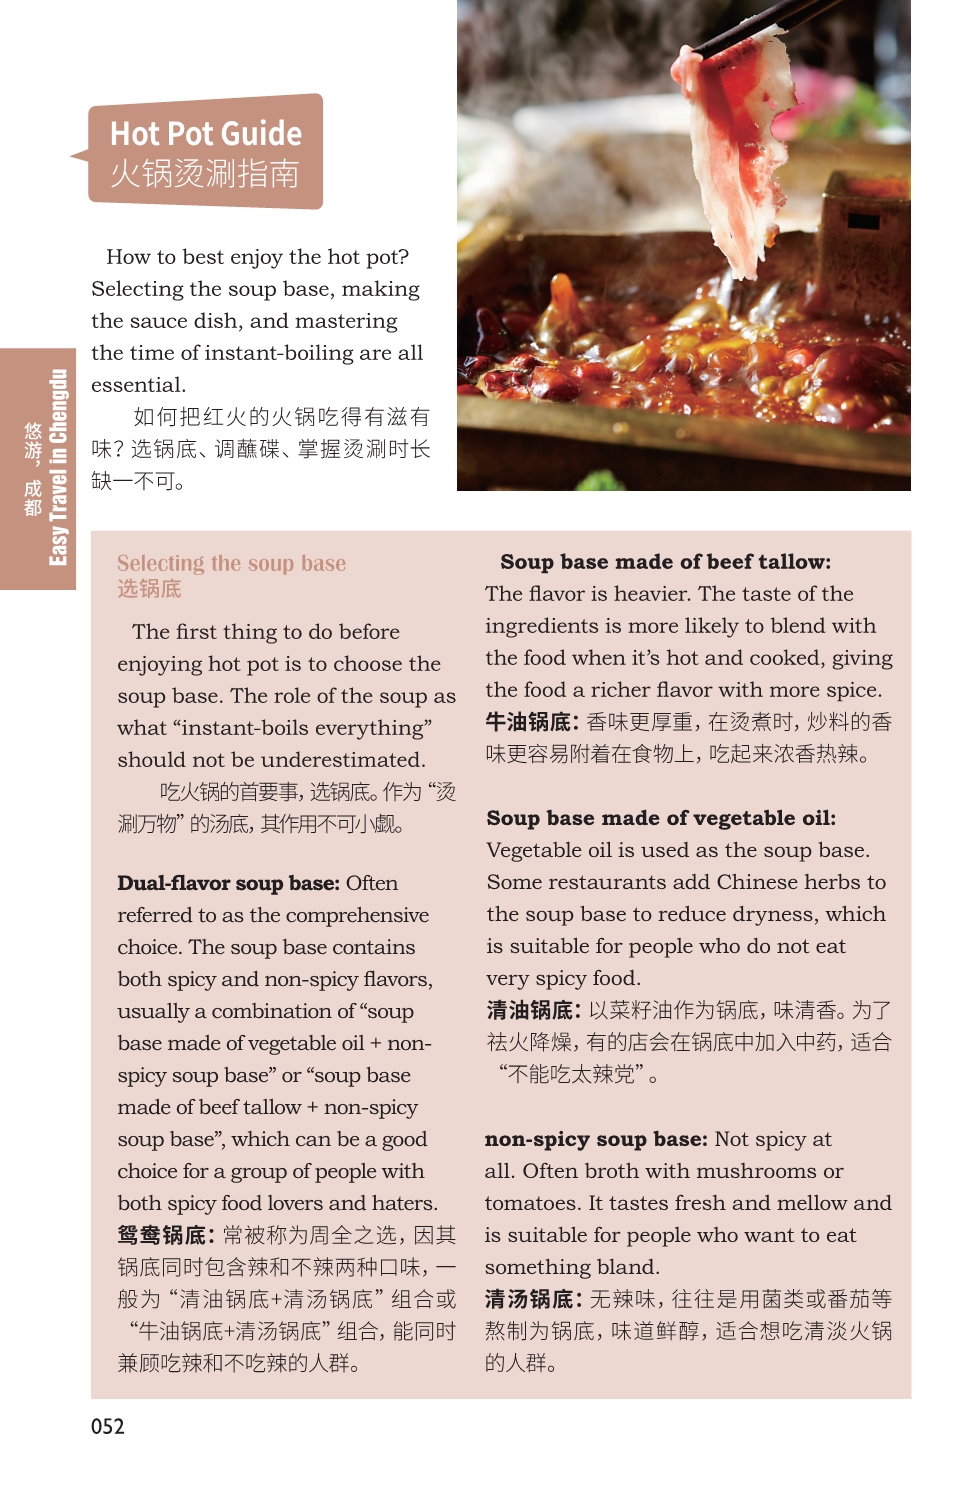 Hot Pot Guide
火锅烫涮指南
How to best enjoy the hot pot?
Selecting the soup base, making
the sauce dish, and mastering
the time of instant-boiling are all
essential.
如何把红火的火锅吃得有滋有
味？选锅底、调蘸碟、掌握烫涮时长
缺一不可。
悠游，成都
Easy Travel in Chengdu
Selecting the soup base
选锅底
The first thing to do before
enjoying hot pot is to choose the
soup base. The role of the soup as
what “instant-boils everything”
should not be underestimated.
吃火锅的首要事，选锅底。作为“烫
涮万物”的汤底，其作用不可小觑。
Dual-flavor soup base: Often
referred to as the comprehensive
choice. The soup base contains
both spicy and non-spicy flavors,
usually a combination of “soup
base made of vegetable oil + non-
spicy soup base” or “soup base
made of beef tallow + non-spicy
soup base”, which can be a good
choice for a group of people with
both spicy food lovers and haters.
鸳鸯锅底：常被称为周全之选，因其
锅底同时包含辣和不辣两种口味，一
般为“清油锅底+清汤锅底”组合或
“牛油锅底+清汤锅底”组合，能同时
兼顾吃辣和不吃辣的人群。
Soup base made of beef tallow:
The flavor is heavier. The taste of the
ingredients is more likely to blend with
the food when it’s hot and cooked, giving
the food a richer flavor with more spice.
牛油锅底：香味更厚重，在烫煮时，炒料的香
味更容易附着在食物上，吃起来浓香热辣。
Soup base made of vegetable oil:
Vegetable oil is used as the soup base.
Some restaurants add Chinese herbs to
the soup base to reduce dryness, which
is suitable for people who do not eat
very spicy food.
清油锅底：以菜籽油作为锅底，味清香。为了
祛火降燥，有的店会在锅底中加入中药，适合
“不能吃太辣党”。
non-spicy soup base: Not spicy at
all. Often broth with mushrooms or
tomatoes. It tastes fresh and mellow and
is suitable for people who want to eat
something bland.
清汤锅底：无辣味，往往是用菌类或番茄等
熬制为锅底，味道鲜醇，适合想吃清淡火锅
的人群。
052